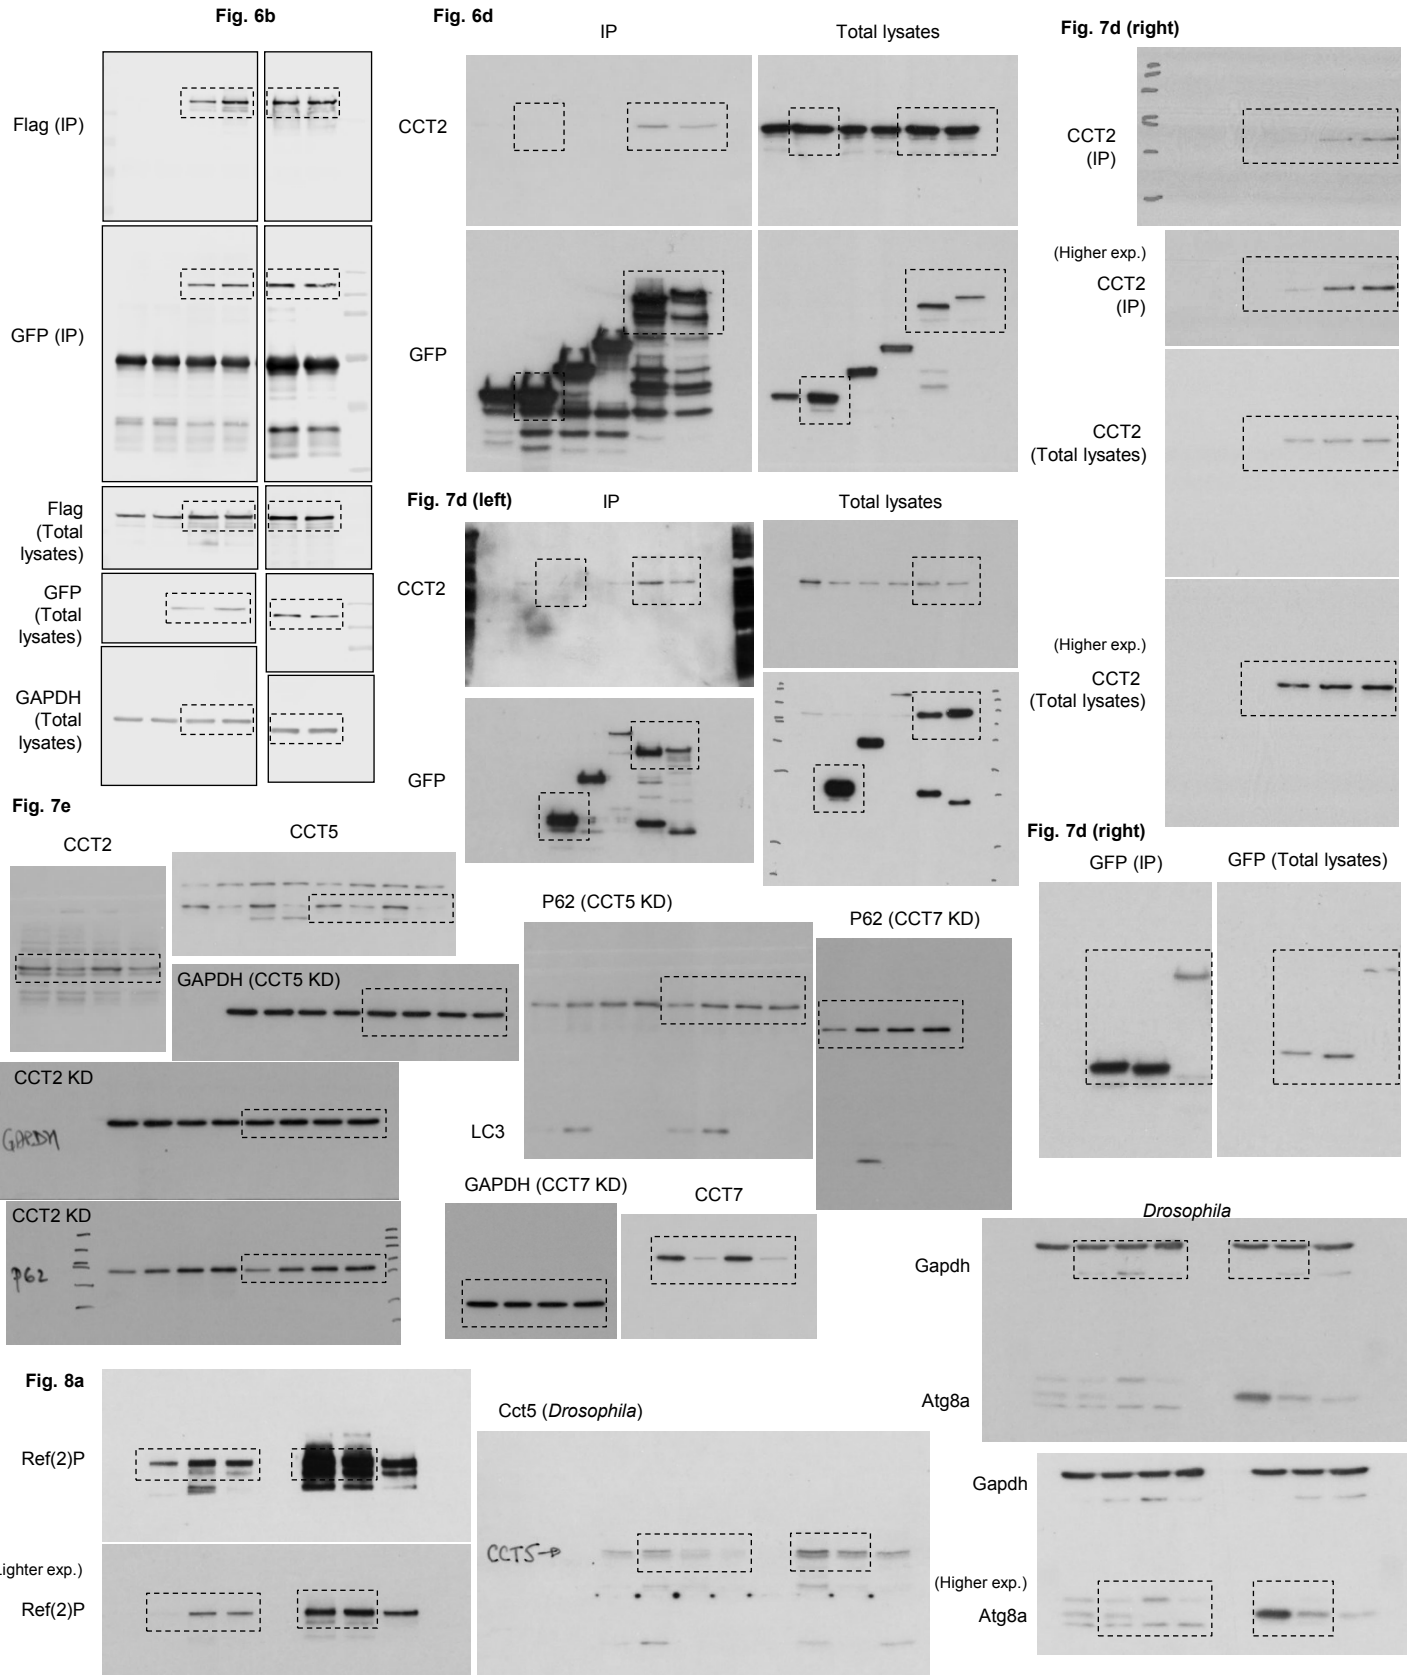 Fig. 6b
Flag (IP)
GFP (IP)
Flag
(Total
lysates)
GFP
(Total
lysates)
GAPDH
(Total
lysates)
Fig. 6d
IP
Total lysates
CCT2
GFP
Fig. 7d (left)
IP
Total lysates
CCT2
GFP
Fig. 7d (right)
CCT2
(IP)
(Higher exp.)
CCT2
(IP)
CCT2
(Total lysates)
(Higher exp.)
CCT2
(Total lysates)
Fig. 7d (right)
GFP (IP)
GFP (Total lysates)
Fig. 7e
CCT2
CCT5
GAPDH (CCT5 KD)
CCT2 KD
GAPDH
CCT2 KD
P62
P62 (CCT5 KD)
P62 (CCT7 KD)
LC3
GAPDH (CCT7 KD)
CCT7
Fig. 8a
Ref(2)P
ighter exp.)
Ref(2)P
Cct5 (Drosophila)
CCT5
Drosophila
Gapdh
Atg8a
Gapdh
(Higher exp.)
Atg8a